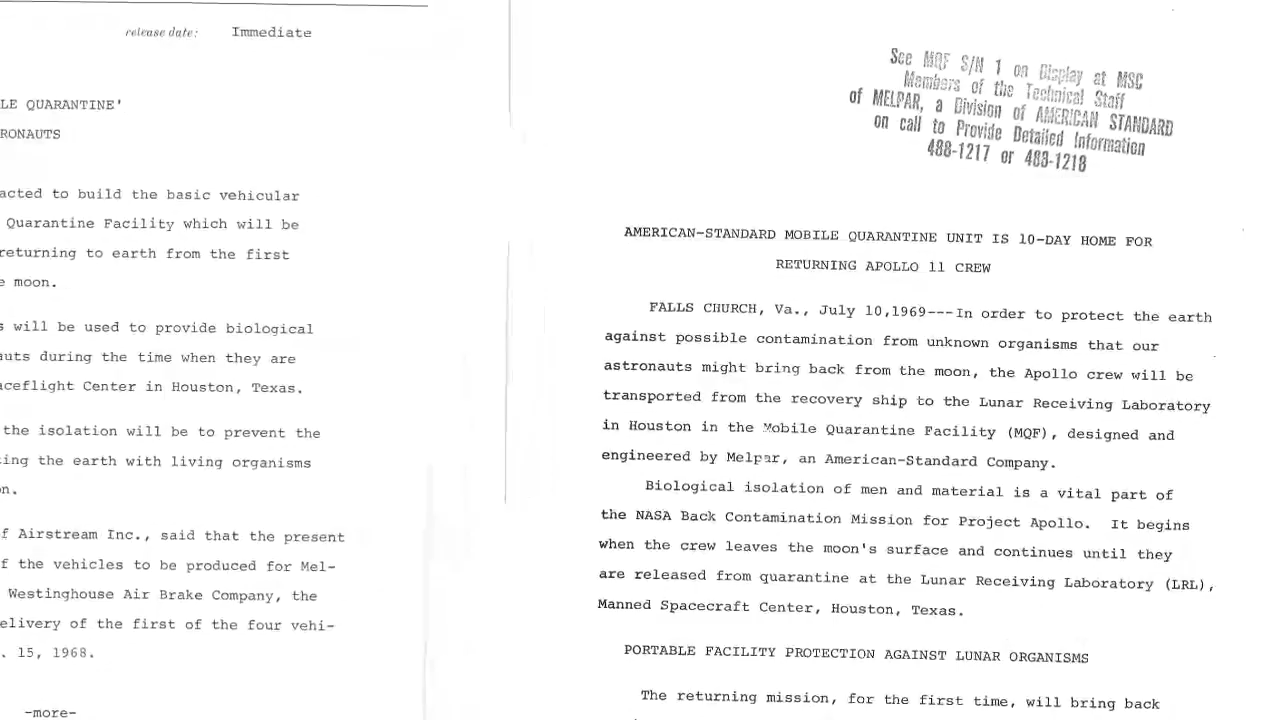 release date: Immediate
LE QUARANTINE'
RONAUTS
acted to build the basic vehicular
Quarantine Facility which will be
returning to earth from the first
e moon.
s will be used to provide biological
auts during the time when they are
aceflight Center in Houston, Texas.
the isolation will be to prevent the
ing the earth with living organisms
on.
f Airstream Inc., said that the present
f the vehicles to be produced for Mel-
Westinghouse Air Brake Company, the
elivery of the first of the four vehi-
. 15, 1968.
-more-
See MQF S/N 1 on Display at MSC
Members of the Technical Staff
of MELPAR, a Division of AMERICAN STANDARD
on call to Provide Detailed Information
488-1217 or 488-1218
AMERICAN-STANDARD MOBILE QUARANTINE UNIT IS 10-DAY HOME FOR
RETURNING APOLLO 11 CREW
FALLS CHURCH, Va., July 10,1969---In order to protect the earth
against possible contamination from unknown organisms that our
astronauts might bring back from the moon, the Apollo crew will be
transported from the recovery ship to the Lunar Receiving Laboratory
in Houston in the Mobile Quarantine Facility (MQF), designed and
engineered by Melpar, an American-Standard Company.
Biological isolation of men and material is a vital part of
the NASA Back Contamination Mission for Project Apollo. It begins
when the crew leaves the moon's surface and continues until they
are released from quarantine at the Lunar Receiving Laboratory (LRL),
Manned Spacecraft Center, Houston, Texas.
PORTABLE FACILITY PROTECTION AGAINST LUNAR ORGANISMS
The returning mission, for the first time, will bring back